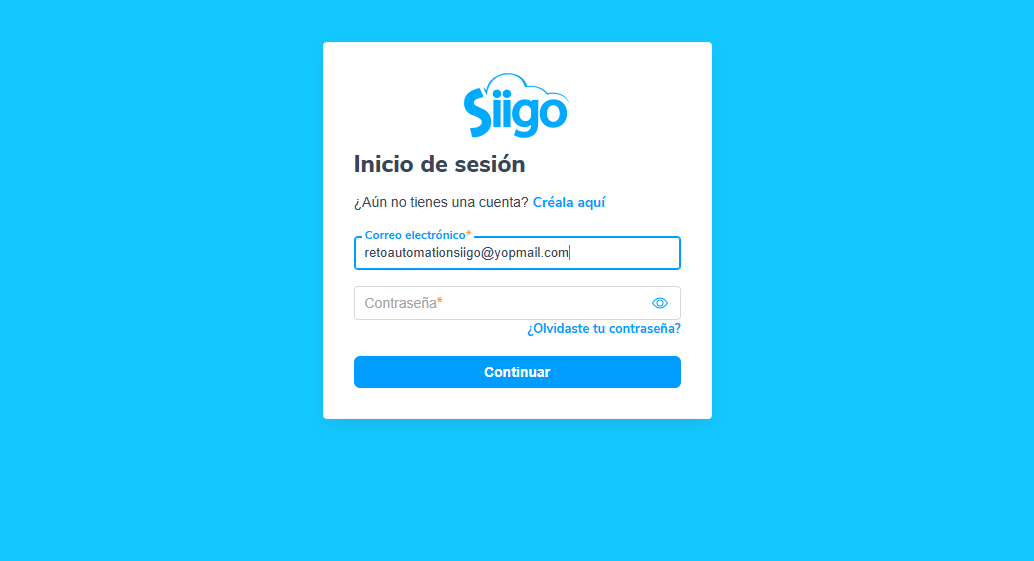 Siigo
Inicio de sesión
¿Aún no tienes una cuenta? Créala aquí
Correo electrónico*
retoautomationsiigo@yopmail.com
Contraseña*
¿Olvidaste tu contraseña?
Continuar